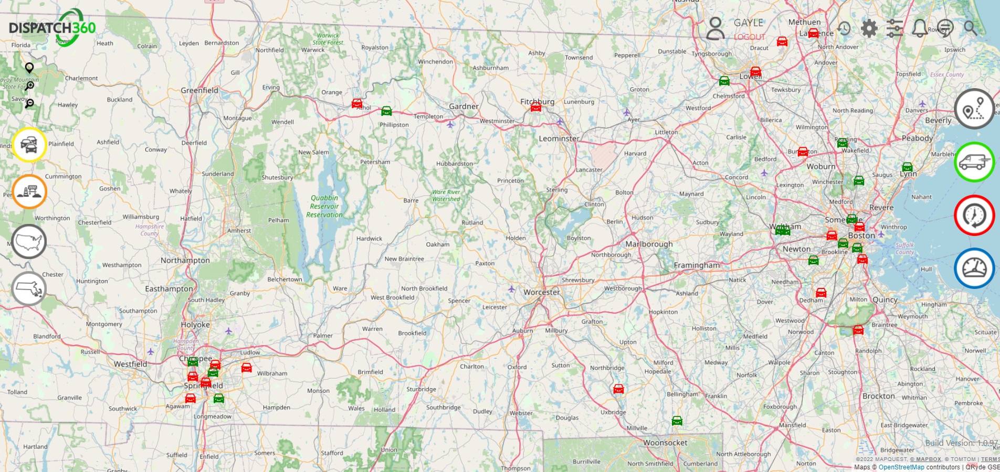 Nashua
DISPATCH360
GAYLE
LOGOUT
Methuen
Lawrence
Rowley
Rowe
Heath
Leyden
Bernardston
Warwick
State Forest
Royalston
Florida
Colrain
Northfield
Warwick
Winchendon
Ashby
Townsend
Pepperell
Dunstable
Tyngsborough
Dracut
North Andover
Ipswich
Gill
Ashburnham
Andover
Charlemont
Erving
Lowell
Topsfield
Essex County
Savoy
Greenfield
Orange
Groton
Chelmsford
Tewksbury
Hawley
Buckland
Athol
Gardner
Fitchburg
Lunenburg
Westford
North Reading
Danvers
Montague
Wendell
Phillipston
Templeton
Westminster
Ayer
Billerica
Beverly
Plainfield
Ashfield
Deerfield
Leominster
Littleton
Carlisle
Wilmington
Peabody
Conway
New Salem
Harvard
Bedford
Burlington
Reading
Wakefield
Marblehe
Cummington
Sunderland
Petersham
Hubbardston
Lancaster
Acton
Woburn
Saugus
Lynn
Goshen
Whately
Shutesbury
Princeton
Concord
Lexington
Winchester
Quabbin
Reservoir
Reservation
Ware River
Watershed
Barre
Sterling
Bolton
Maynard
Lincoln
Medford
Nahant
Worthington
Williamsburg
Hatfield
Pelham
Clinton
Revere
Chesterfield
Hampshire
County
Amherst
Rutland
Berlin
Hudson
Sudbury
Wayland
Waltham
Somerville
Winthrop
Hardwick
Oakham
Holden
Boylston
Marlborough
Newton
Brookline
Boston
Suffolk
County
Northampton
New Braintree
Paxton
Northborough
Framingham
Westhampton
Chester
Huntington
Belchertown
Shrewsbury
Natick
Needham
Hull
Easthampton
Granby
Ware
North Brookfield
Worcester
Westborough
Ashland
South Hadley
West Brookfield
Spencer
Leicester
Dover
Dedham
Milton
Quincy
Hingham
Southampton
Hopkinton
Westwood
Weymouth
Montgomery
Holyoke
Warren
Grafton
Braintree
Blandford
Palmer
Brookfield
Auburn
Millbury
Holliston
Norwood
Scituate
Hampden
County
Upton
Medfield
Russell
Ludlow
Millis
Canton
Randolph
Norwell
Westfield
Chicopee
Charlton
Oxford
Sutton
Northbridge
Milford
Medway
Walpole
Wilbraham
Brimfield
Hopedale
Norfolk
Sharon
Stoughton
Rockland
Hanover
Tolland
Springfield
Monson
Sturbridge
Bellingham
Franklin
Abington
Granville
Brockton
Whitman
Southwick
Agawam
Hampden
Wales
Holland
Southbridge
Dudley
Webster
Uxbridge
Foxborough
Pembroke
Longmeadow
Douglas
Millville
Mansfield
East Bridgewater
Easton
Hartland
Union
Woonsocket
Build Version: 1.0.97
Suffield
Enfield
Somers
Stafford
North Attleborough
Bridgewater
Burrillville
North Smithfield
Cumberland
Norton
©2022 MAPQUEST, © MAPBOX, © TOMTOM | TERMS
Granby
Thompson
Maps © OpenStreetMap contributors | QRyde GSE